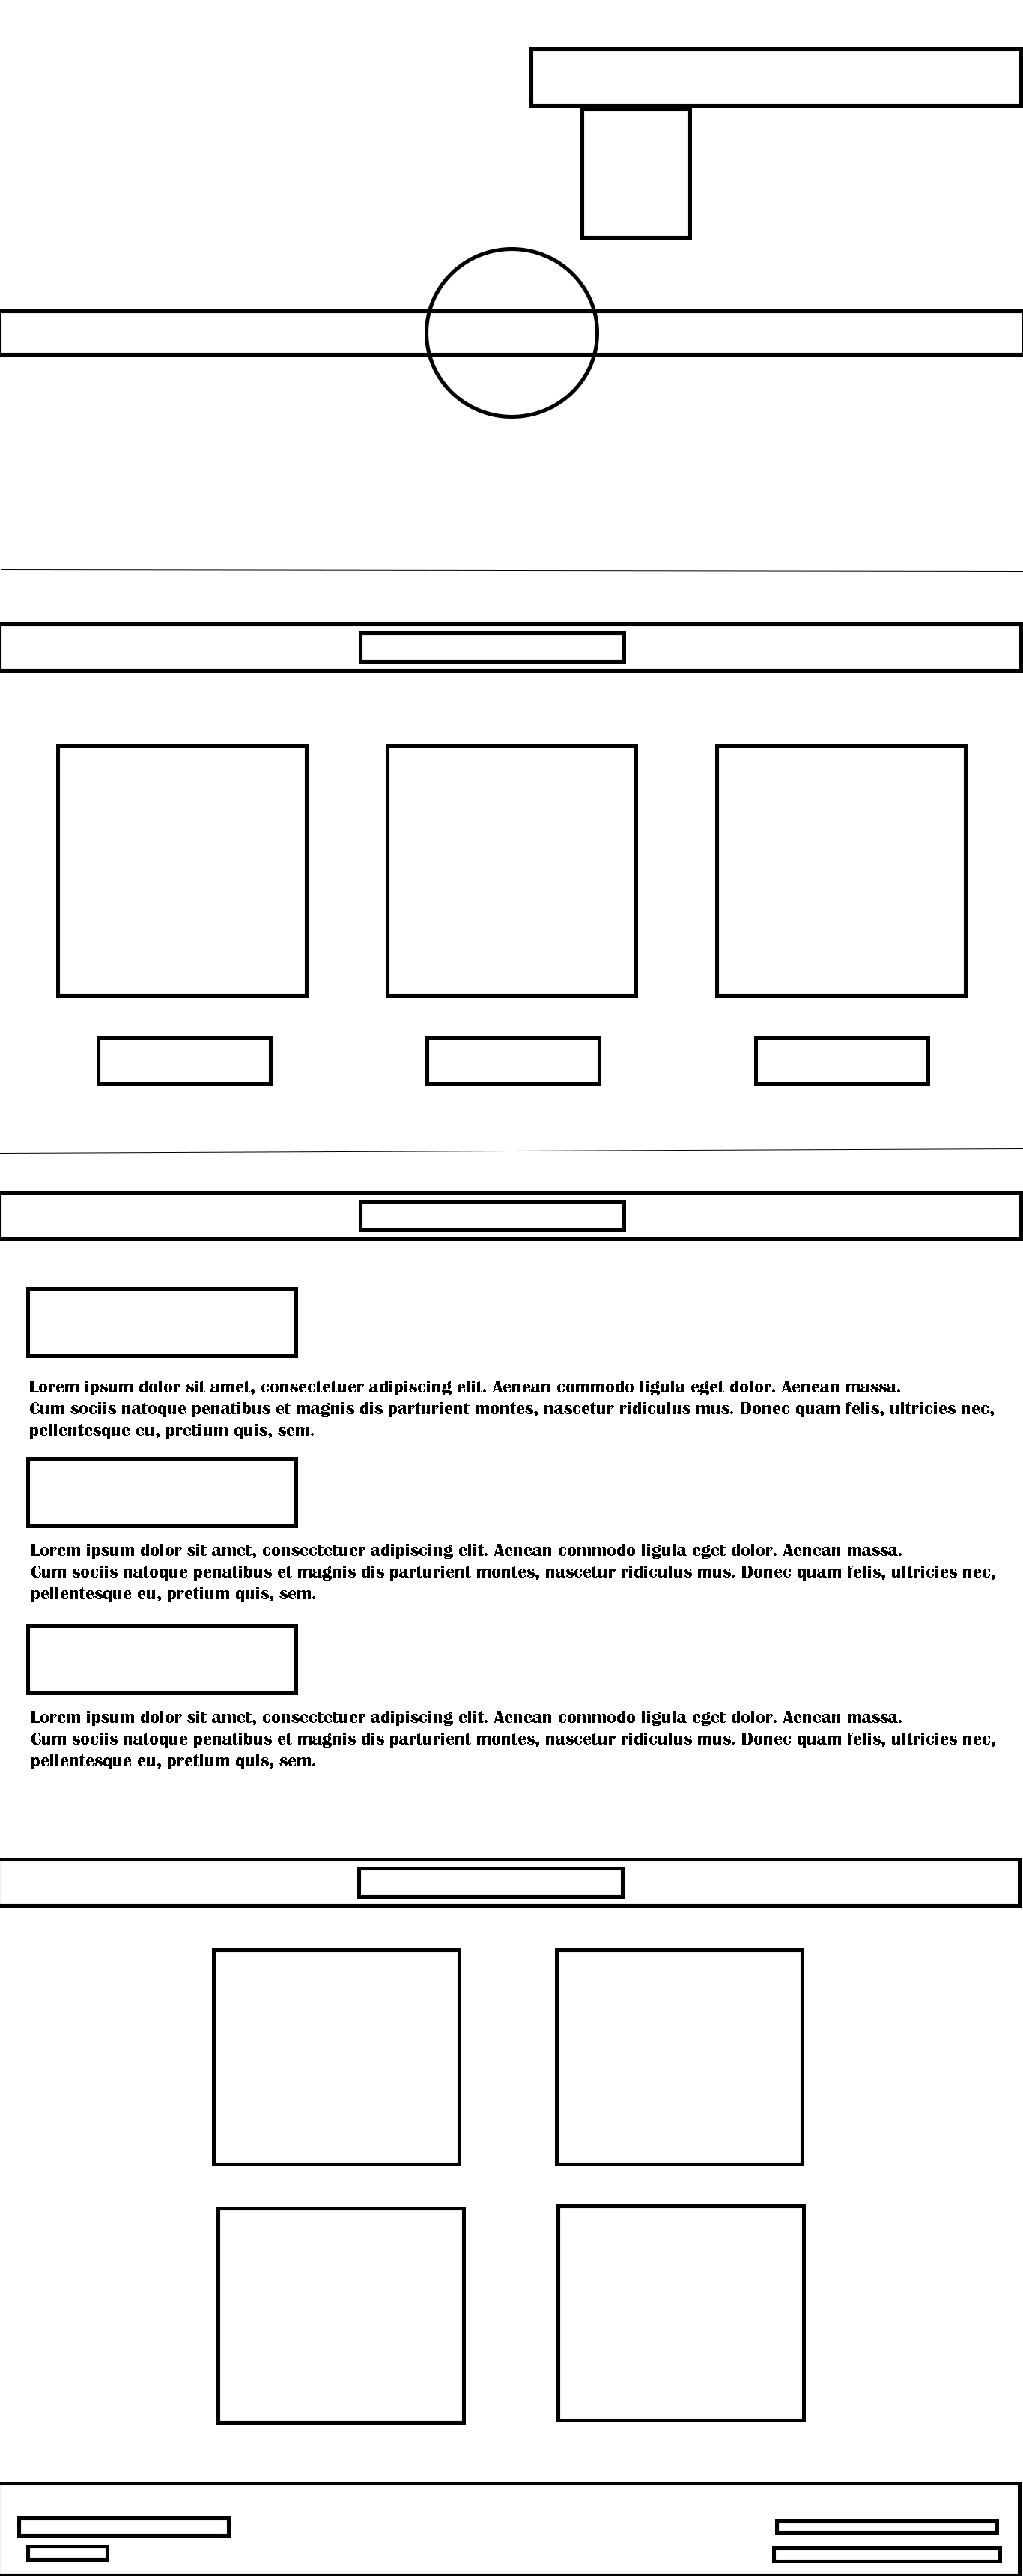 Lorem ipsum dolor sit amet, consectetuer adipiscing elit. Aenean commodo ligula eget dolor. Aenean massa.
Cum sociis natoque penatibus et magnis dis parturient montes, nascetur ridiculus mus. Donec quam felis, ultricies nec,
pellentesque eu, pretium quis, sem.
Lorem ipsum dolor sit amet, consectetuer adipiscing elit. Aenean commodo ligula eget dolor. Aenean massa.
Cum sociis natoque penatibus et magnis dis parturient montes, nascetur ridiculus mus. Donec quam felis, ultricies nec,
pellentesque eu, pretium quis, sem.
Lorem ipsum dolor sit amet, consectetuer adipiscing elit. Aenean commodo ligula eget dolor. Aenean massa.
Cum sociis natoque penatibus et magnis dis parturient montes, nascetur ridiculus mus. Donec quam felis, ultricies nec,
pellentesque eu, pretium quis, sem.